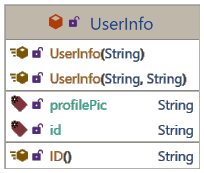 UserInfo
UserInfo(String)
UserInfo(String, String)
profilePic String
id String
ID() String